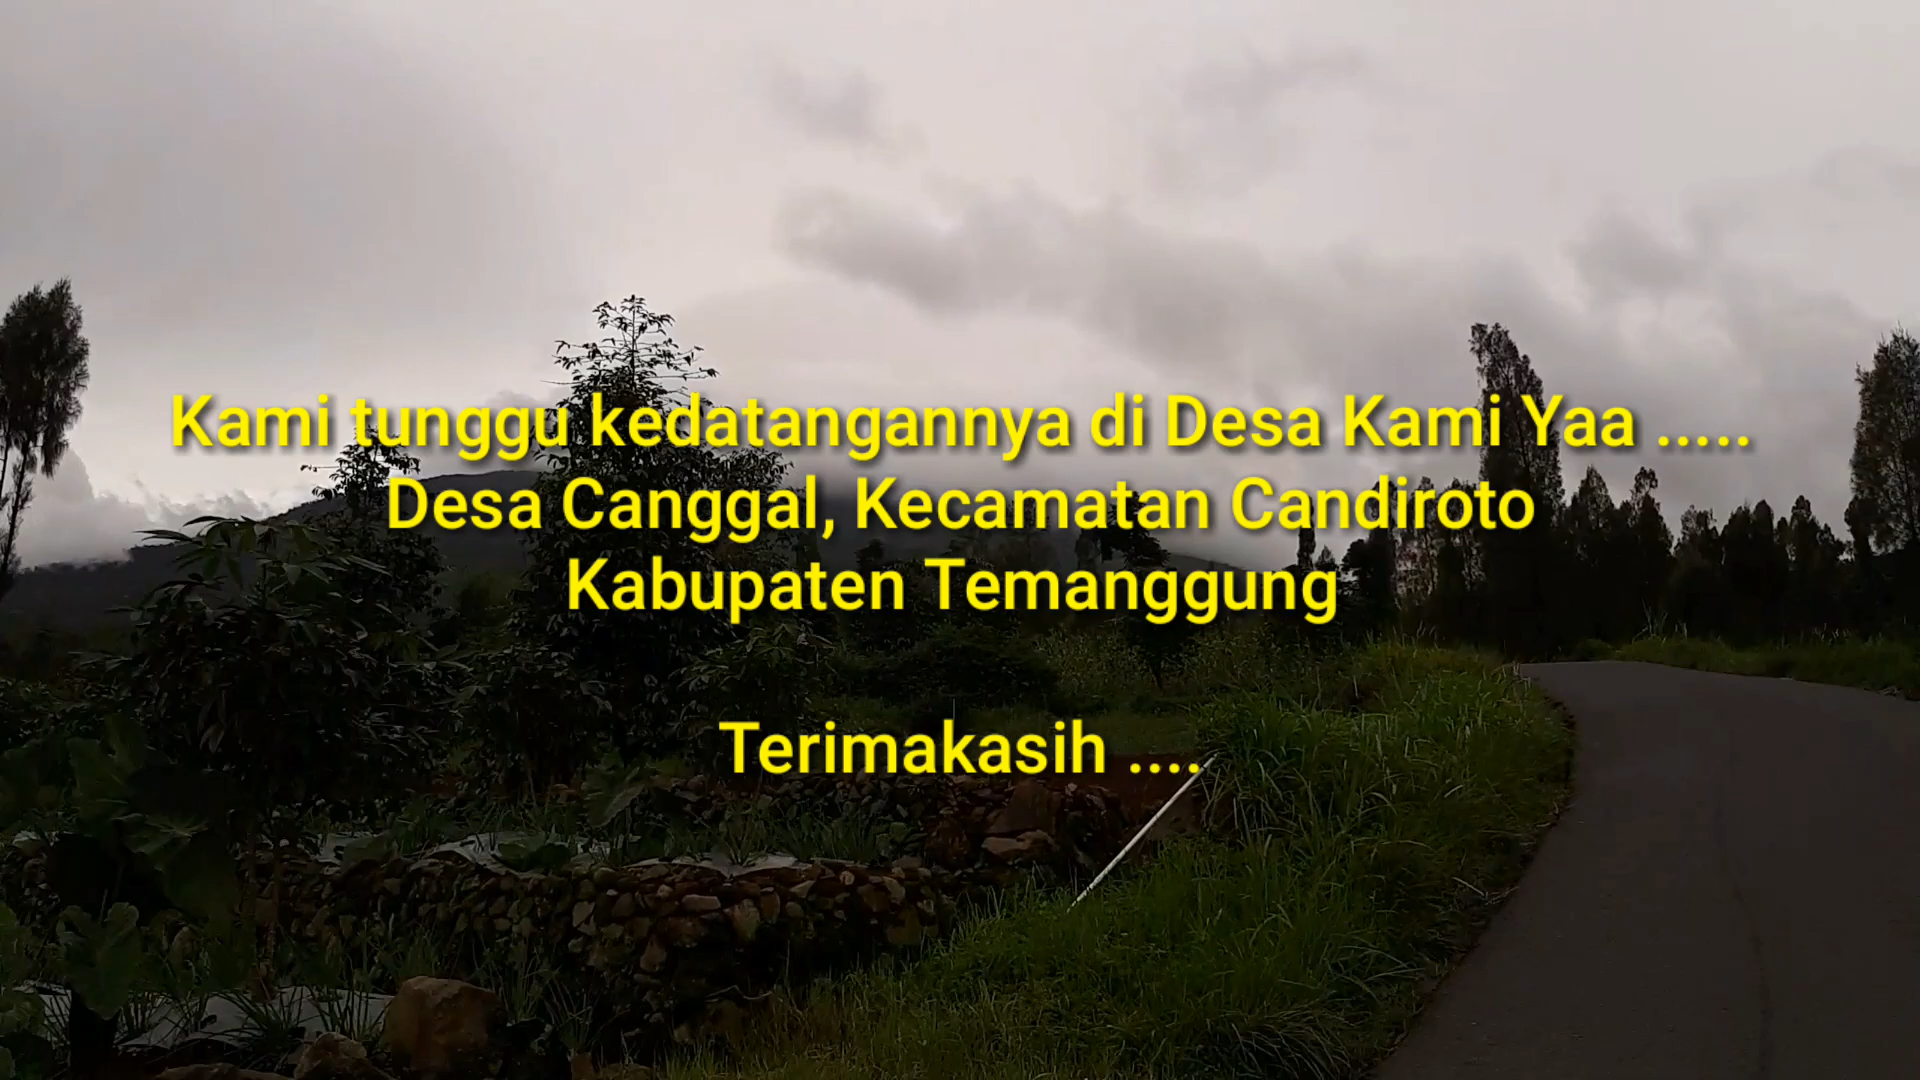 Kami tunggu kedatangannya di Desa Kami Yaa .....
Desa Canggal, Kecamatan Candiroto
Kabupaten Temanggung
Terimakasih ....